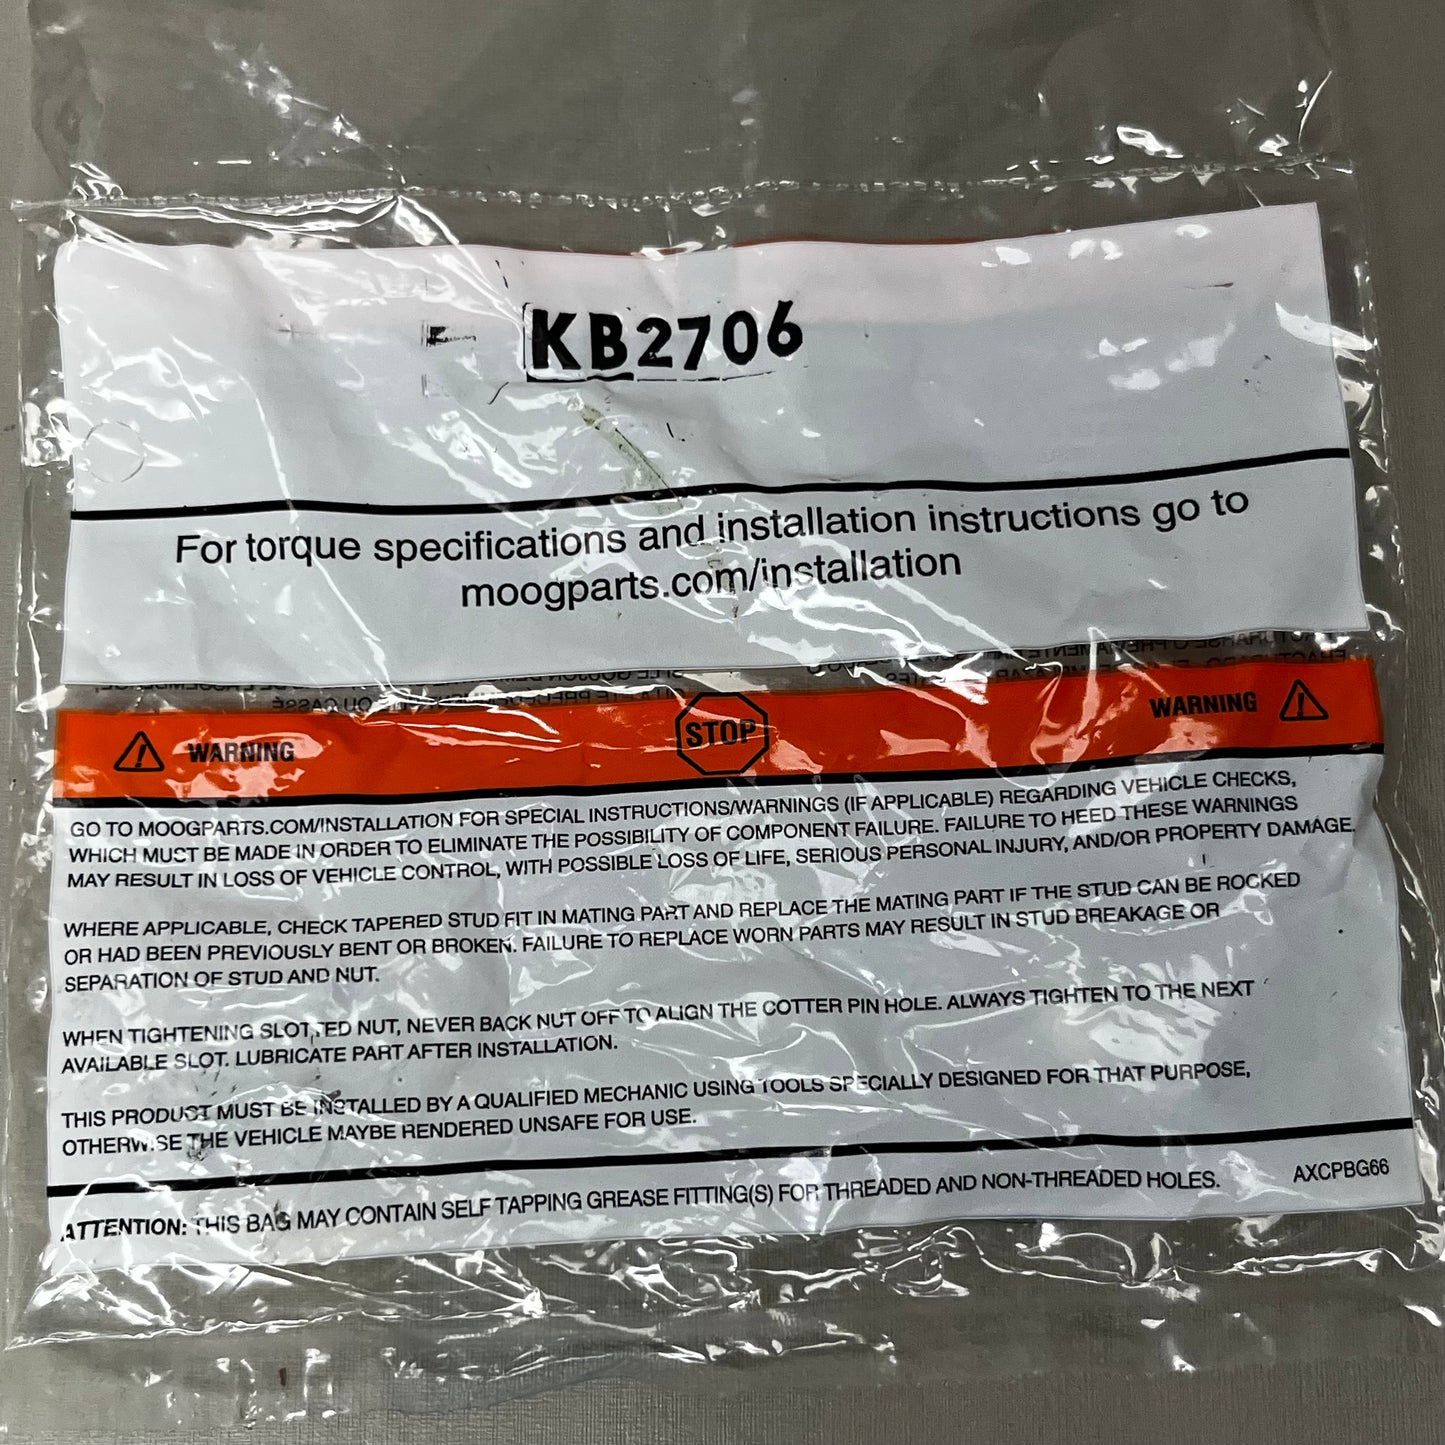 KB2706
For torque specifications and installation instructions go to
moogparts.com/installation
WARNING
STOP
WARNING
GO TO MOOGPARTS.COM/INSTALLATION FOR SPECIAL INSTRUCTIONS/WARNINGS (IF APPLICABLE) REGARDING VEHICLE CHECKS,
WHICH MUST BE MADE IN ORDER TO ELIMINATE THE POSSIBILITY OF COMPONENT FAILURE. FAILURE TO HEED THESE WARNINGS
MAY RESULT IN LOSS OF VEHICLE CONTROL, WITH POSSIBLE LOSS OF LIFE, SERIOUS PERSONAL INJURY, AND/OR PROPERTY DAMAGE.
WHERE APPLICABLE, CHECK TAPERED STUD FIT IN MATING PART AND REPLACE THE MATING PART IF THE STUD CAN BE ROCKED
OR HAD BEEN PREVIOUSLY BENT OR BROKEN. FAILURE TO REPLACE WORN PARTS MAY RESULT IN STUD BREAKAGE OR
SEPARATION OF STUD AND NUT.
WHEN TIGHTENING SLOTTED NUT, NEVER BACK NUT OFF TO ALIGN THE COTTER PIN HOLE. ALWAYS TIGHTEN TO THE NEXT
AVAILABLE SLOT. LUBRICATE PART AFTER INSTALLATION.
THIS PRODUCT MUST BE INSTALLED BY A QUALIFIED MECHANIC USING TOOLS SPECIALLY DESIGNED FOR THAT PURPOSE,
OTHERWISE THE VEHICLE MAYBE RENDERED UNSAFE FOR USE.
ATTENTION: THIS BAG MAY CONTAIN SELF TAPPING GREASE FITTING(S) FOR THREADED AND NON-THREADED HOLES.
AXCPBG66